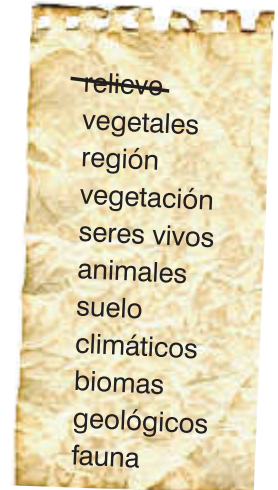 relieve
vegetales
región
vegetación
seres vivos
animales
suelo
climáticos
biomas
geológicos
fauna